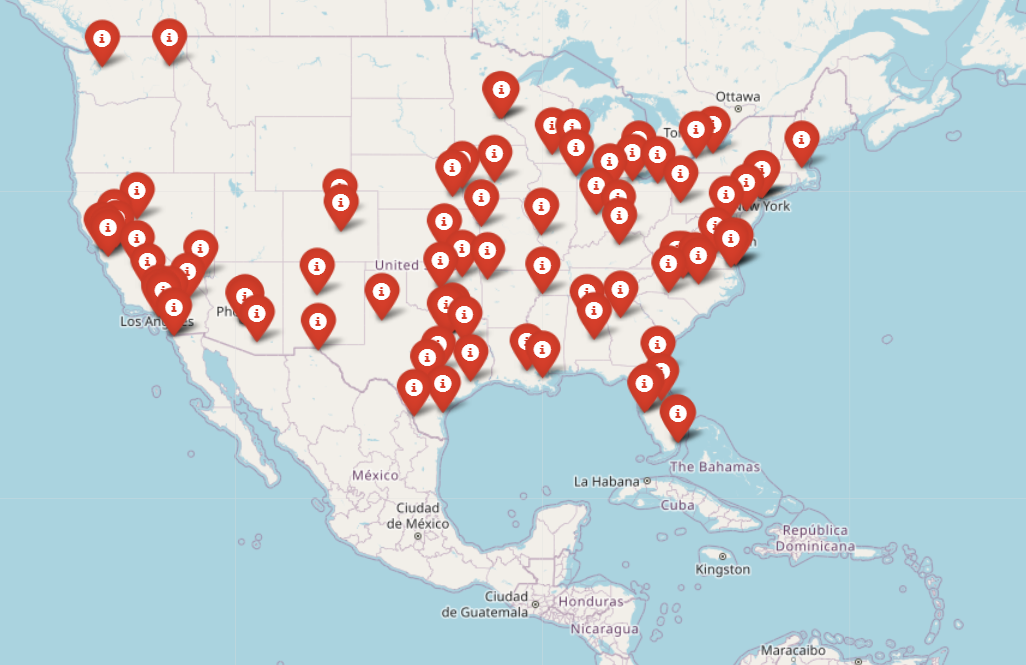 Ottawa
To
New York
n
United S
Pho
Los Angeles
The Bahamas
México
La Habana
Cuba
Ciudad
de México
República
Dominicana
Kingston
Ciudad
de Guatemala
Honduras
Nicaragua
Maracaibo